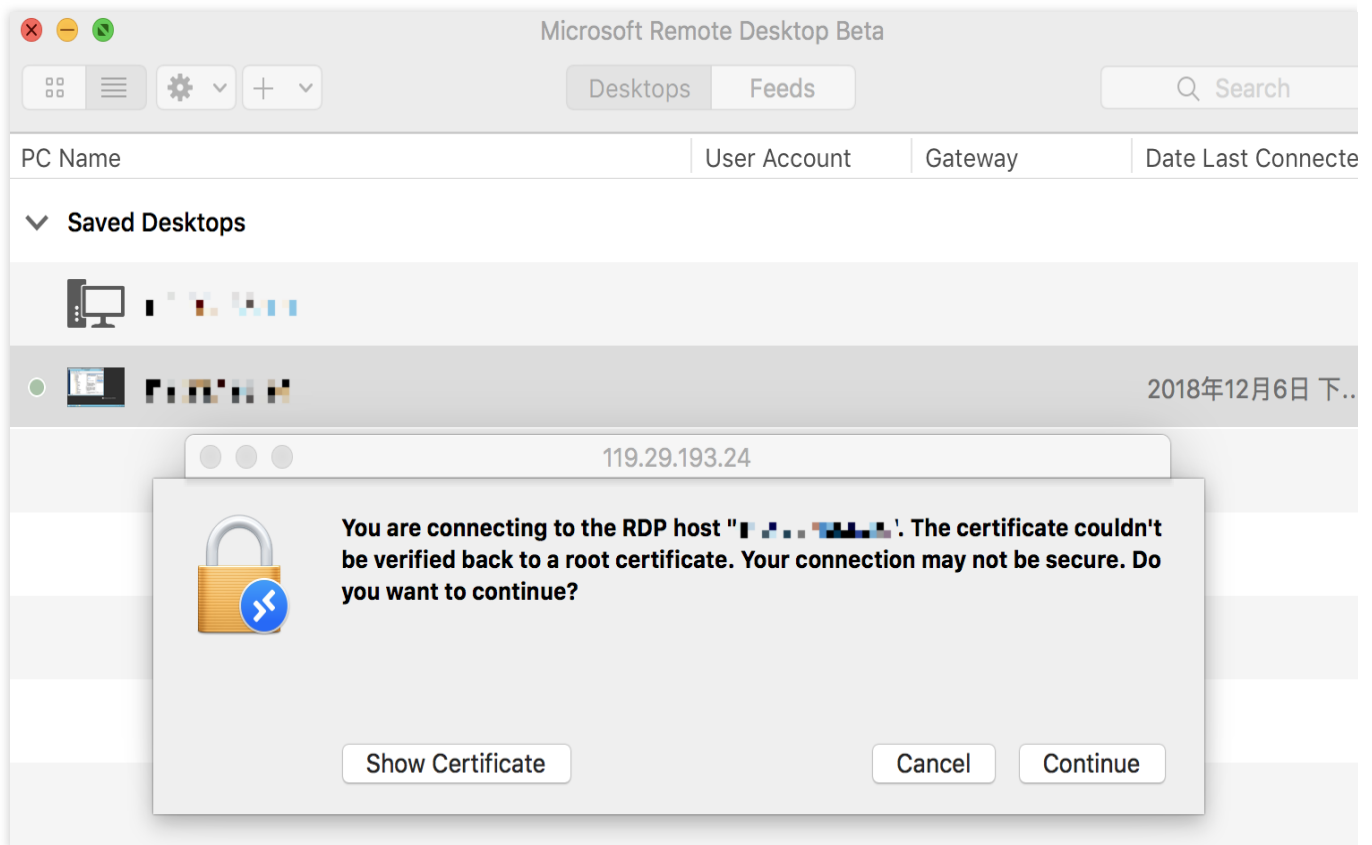 Microsoft Remote Desktop Beta
Desktops Feeds Search
PC Name User Account Gateway Date Last Connecte
Saved Desktops
2018年12月6日 下...
119.29.193.24
You are connecting to the RDP host "
'. The certificate couldn't
be verified back to a root certificate. Your connection may not be secure. Do
you want to continue?
Show Certificate Cancel Continue